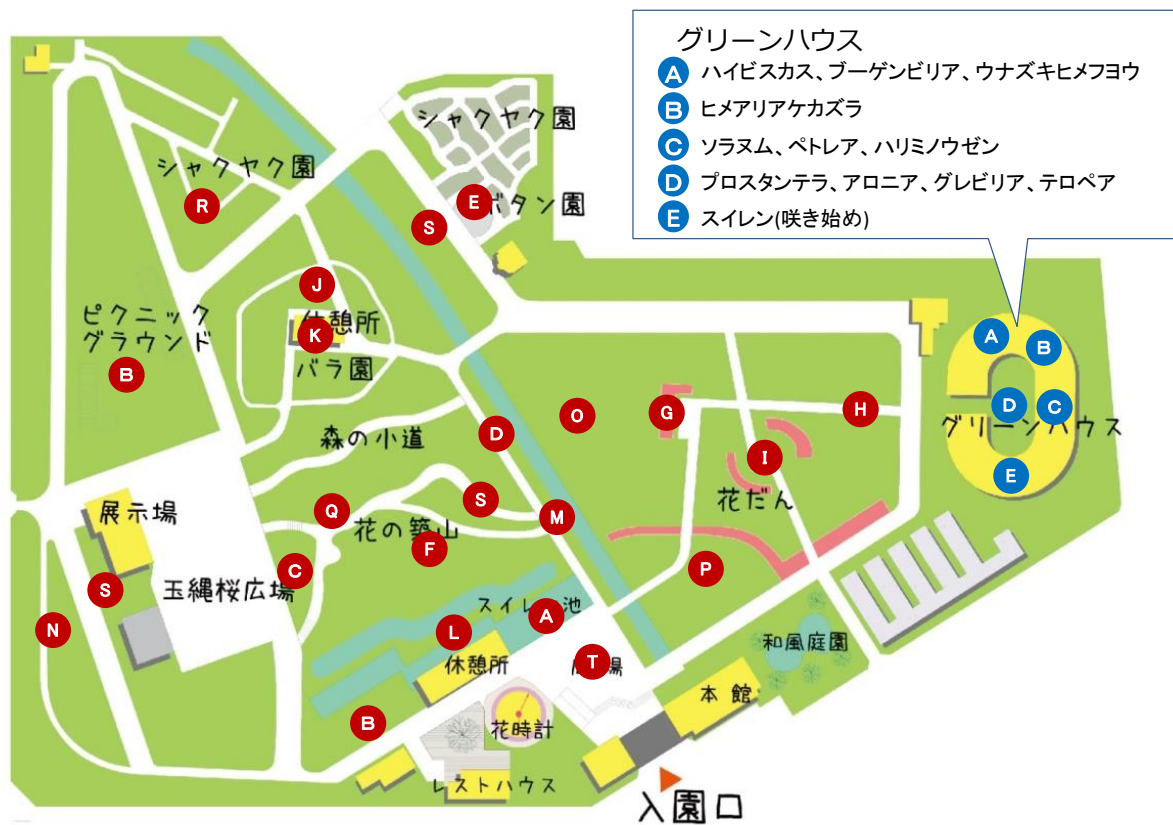 グリーンハウス
A ハイビスカス、ブーゲンビリア、ウナズキヒメフヨウ
B ヒメアリアケカズラ
C ソラヌム、ペトレア、ハリミノウゼン
D プロスタンテラ、アロニア、グレビリア、テロペア
E スイレン(咲き始め)
シャクヤク園
シャクヤク園
R
E
ボタン園
S
J
休憩所
K
バラ園
ピクニック
グラウンド
B
A
B
D
C
グリーンハウス
E
森の小道
D
O
G
H
I
花だん
展示場
Q
花の築山
S
M
F
C
P
S
玉縄桜広場
スイレン池
A
N
L
休憩所
T
場
和風庭園
本館
B
花時計
レストハウス
入園口